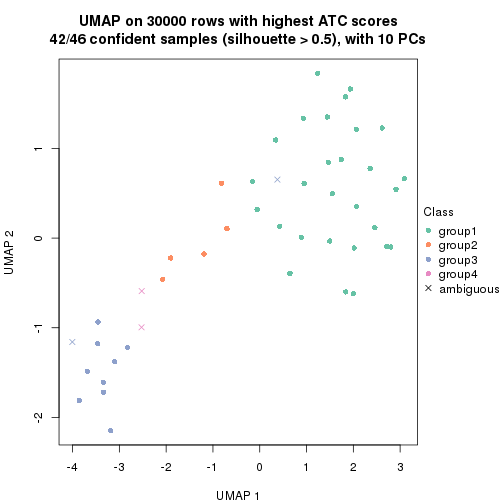 UMAP on 30000 rows with highest ATC scores
42/46 confident samples (silhouette > 0.5), with 10 PCs
UMAP 2
1
0
-1
-2
-4 -3 -2 -1 0 1 2 3
UMAP 1
Class
group1
group2
group3
group4
ambiguous